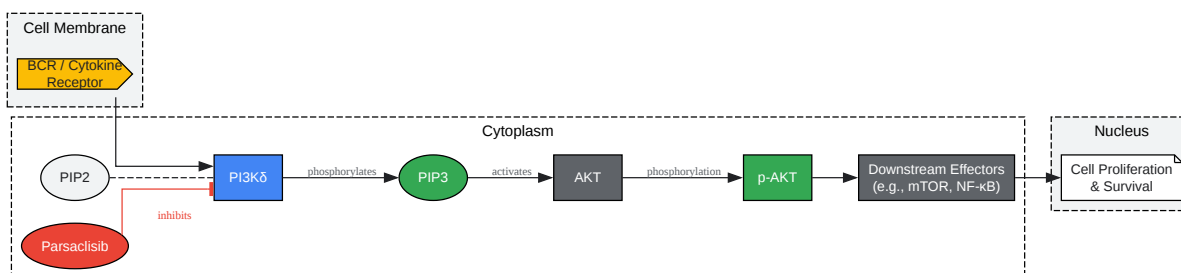 Cell Membrane
BCR / Cytokine
Receptor
Cytoplasm
Nucleus
PIP2
PI3Kδ
phosphorylates
PIP3
activates
AKT
phosphorylation
p-AKT
Downstream Effectors
(e.g., mTOR, NF-κB)
Cell Proliferation
& Survival
inhibits
Parsaclisib